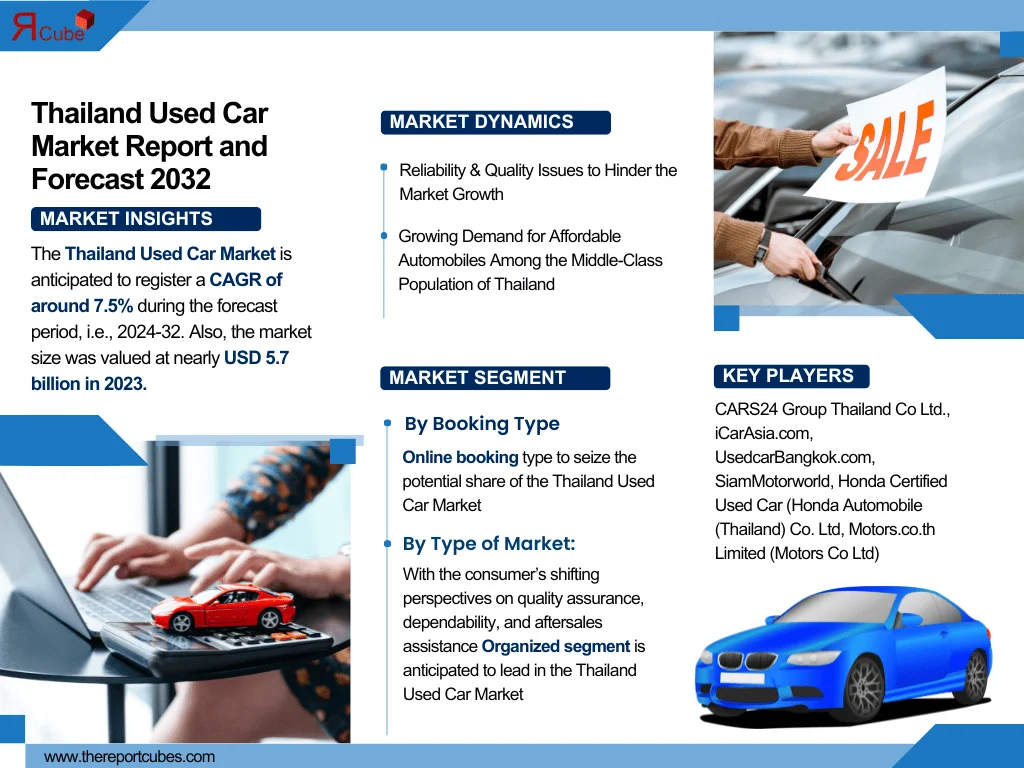 ЯCube
Thailand Used Car
Market Report and
Forecast 2032
MARKET INSIGHTS
The Thailand Used Car Market is
anticipated to register a CAGR of
around 7.5% during the forecast
period, i.e., 2024-32. Also, the market
size was valued at nearly USD 5.7
billion in 2023.
MARKET DYNAMICS
Reliability & Quality Issues to Hinder the
Market Growth
Growing Demand for Affordable
Automobiles Among the Middle-Class
Population of Thailand
MARKET SEGMENT
By Booking Type
Online booking type to seize the
potential share of the Thailand Used
Car Market
By Type of Market:
With the consumer’s shifting
perspectives on quality assurance,
dependability, and aftersales
assistance Organized segment is
anticipated to lead in the Thailand
Used Car Market
SALE
KEY PLAYERS
CARS24 Group Thailand Co Ltd.,
iCarAsia.com,
UsedcarBangkok.com,
SiamMotorworld, Honda Certified
Used Car (Honda Automobile
(Thailand) Co. Ltd, Motors.co.th
Limited (Motors Co Ltd)
www.thereportcubes.com